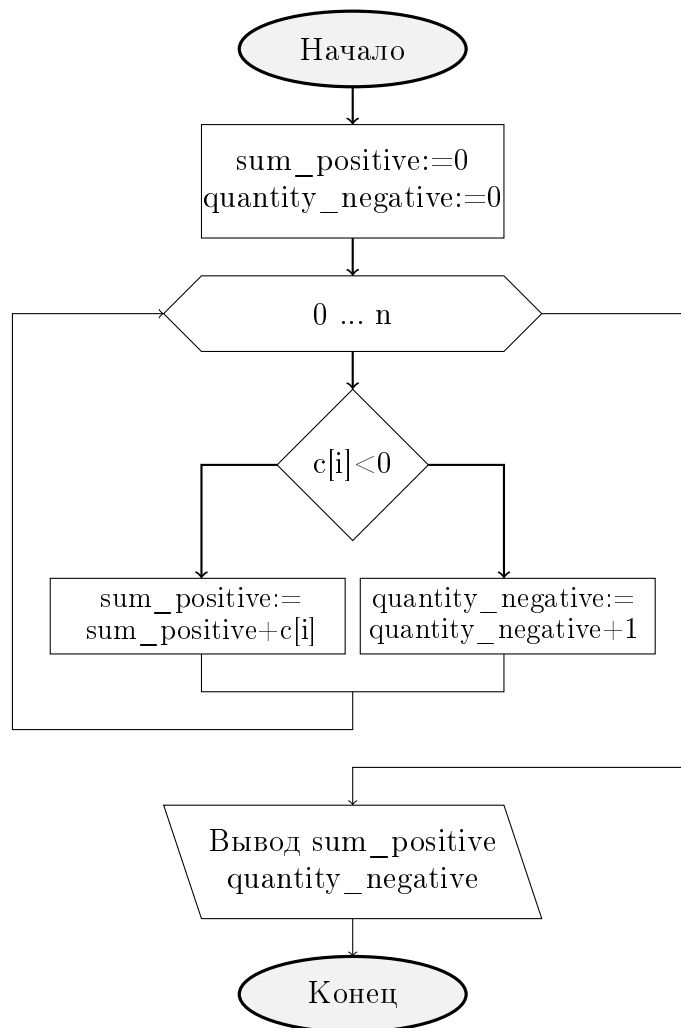 Начало
sum_positive:=0
quantity_negative:=0
0 ... n
c[i]<0
sum_positive:=
sum_positive+c[i]
quantity_negative:=
quantity_negative+1
Вывод sum_positive
quantity_negative
Конец